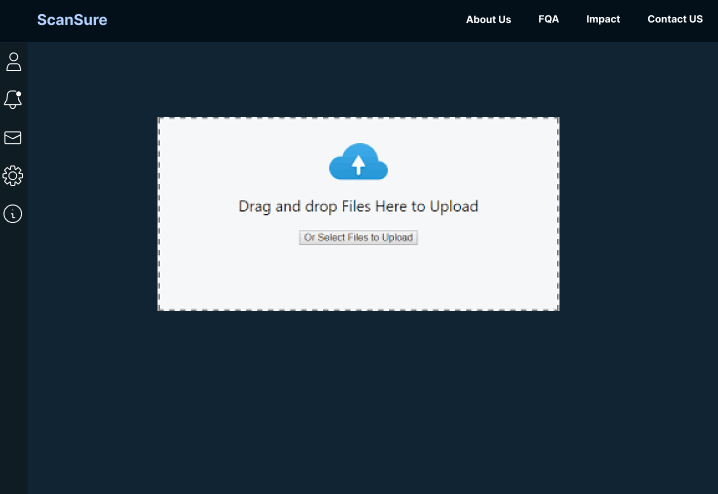 ScanSure
About Us FQA Impact Contact US
Drag and drop Files Here to Upload
Or Select Files to Upload